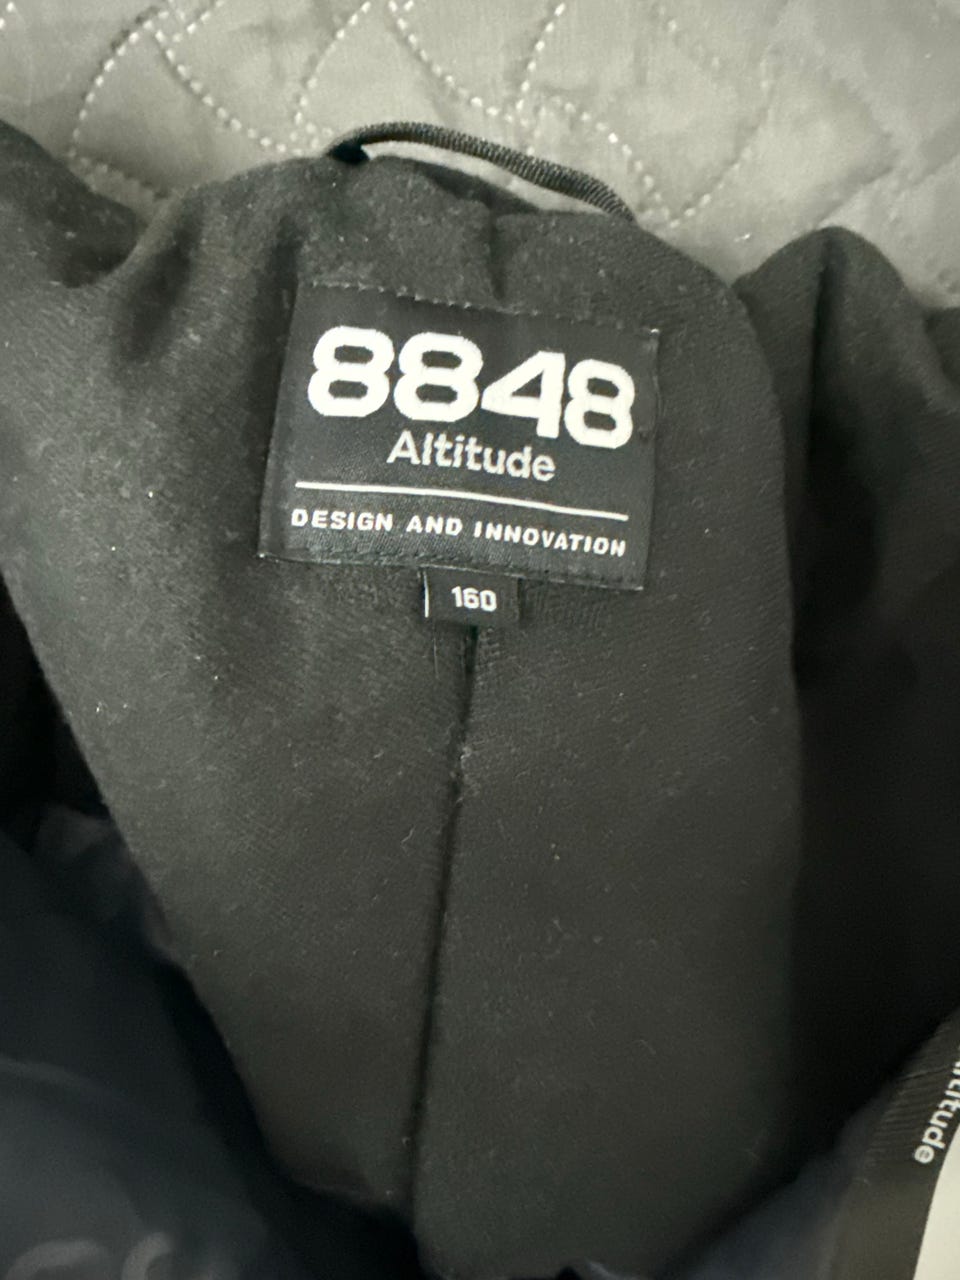 8848
Altitude
DESIGN AND INNOVATION
160